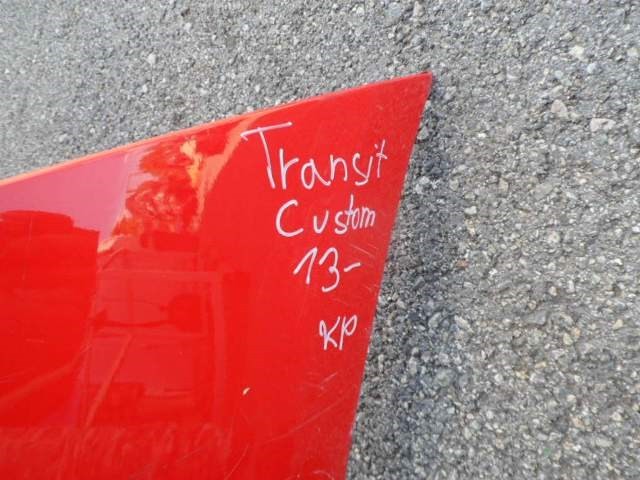 Transit
Custom
13-
KP